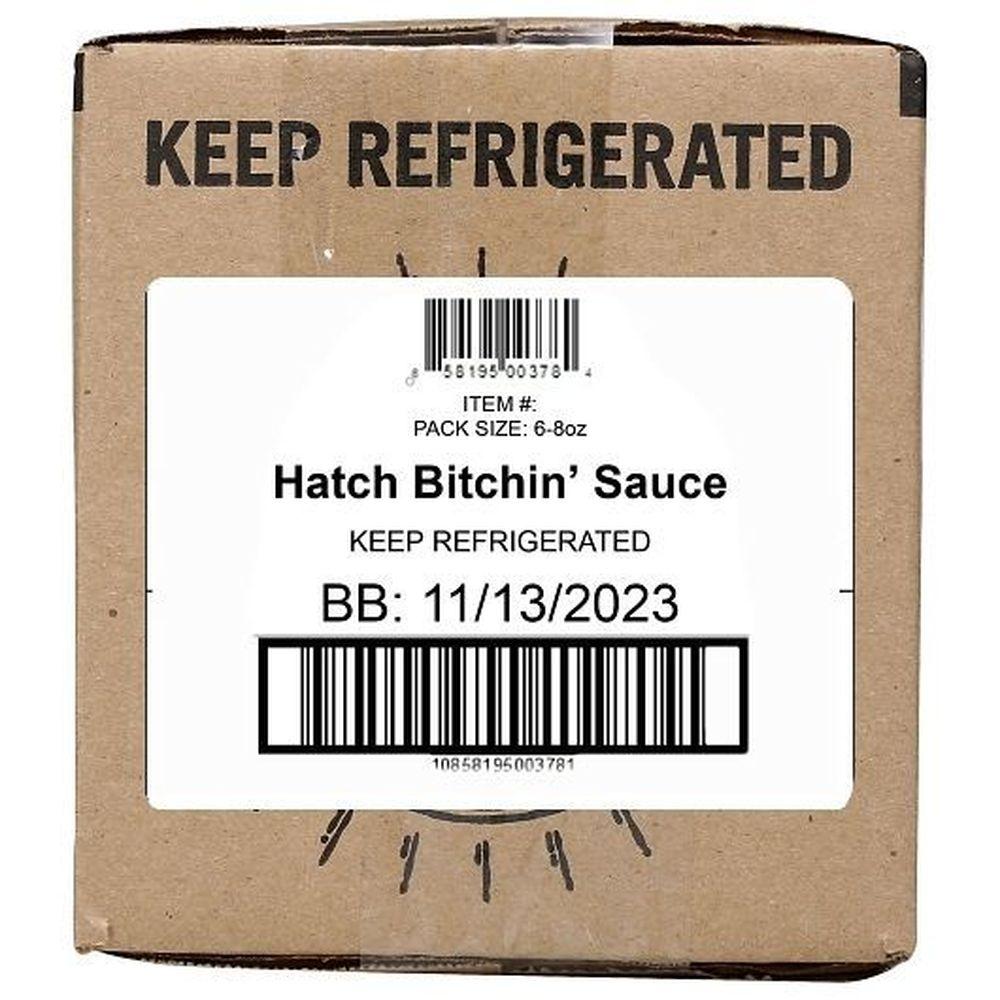 KEEP REFRIGERATED
8 58195 00378 4
ITEM #:
PACK SIZE: 6-8oz
Hatch Bitchin’ Sauce
KEEP REFRIGERATED
BB: 11/13/2023
10858195003781